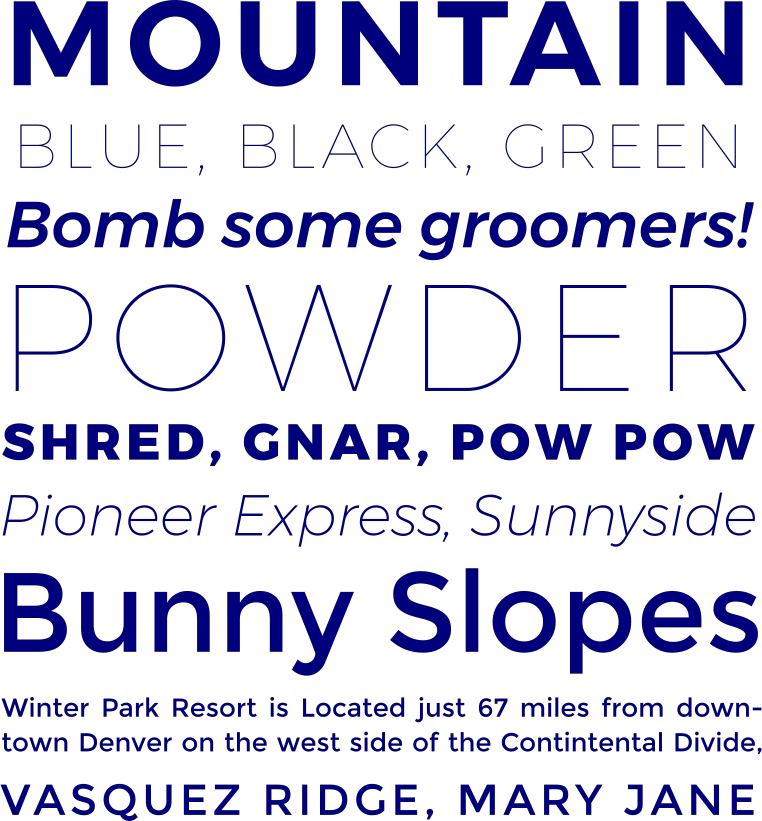 MOUNTAIN
BLUE, BLACK, GREEN
Bomb some groomers!
POWDER
SHRED, GNAR, POW POW
Pioneer Express, Sunnyside
Bunny Slopes
Winter Park Resort is Located just 67 miles from down-
town Denver on the west side of the Contintental Divide,
VASQUEZ RIDGE, MARY JANE